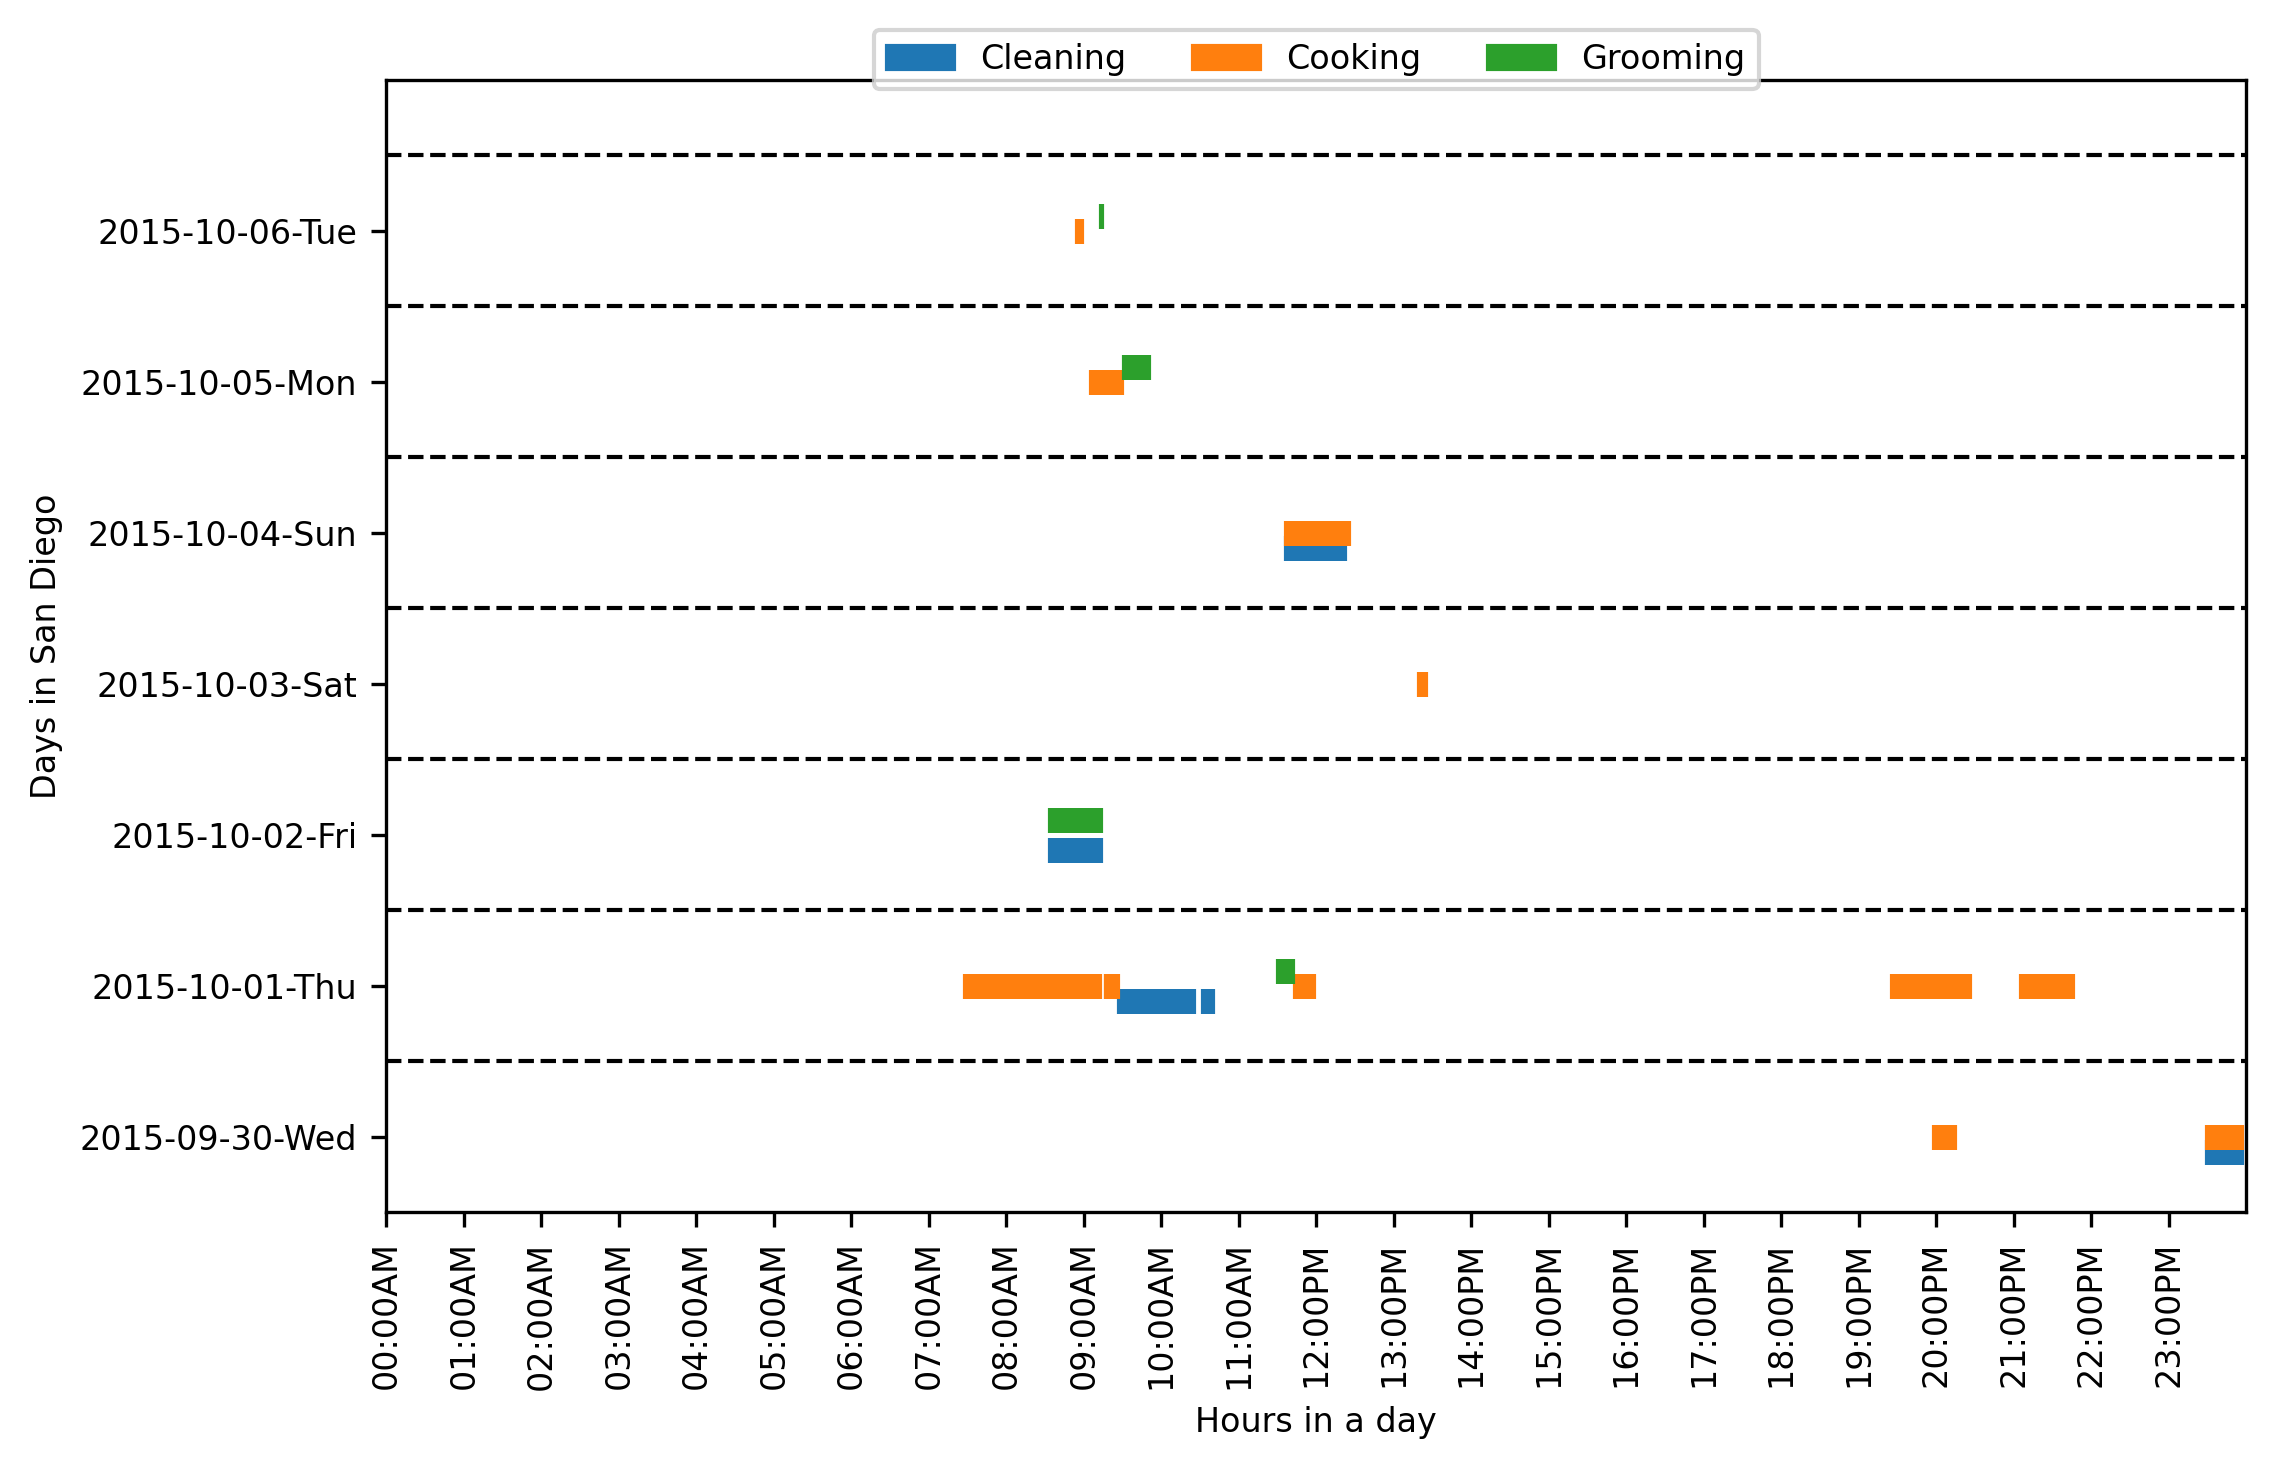 Cleaning Cooking Grooming
Days in San Diego
2015-10-06-Tue
2015-10-05-Mon
2015-10-04-Sun
2015-10-03-Sat
2015-10-02-Fri
2015-10-01-Thu
2015-09-30-Wed
00:00AM
01:00AM
02:00AM
03:00AM
04:00AM
05:00AM
06:00AM
07:00AM
08:00AM
09:00AM
10:00AM
11:00AM
12:00PM
13:00PM
14:00PM
15:00PM
16:00PM
17:00PM
18:00PM
19:00PM
20:00PM
21:00PM
22:00PM
23:00PM
Hours in a day